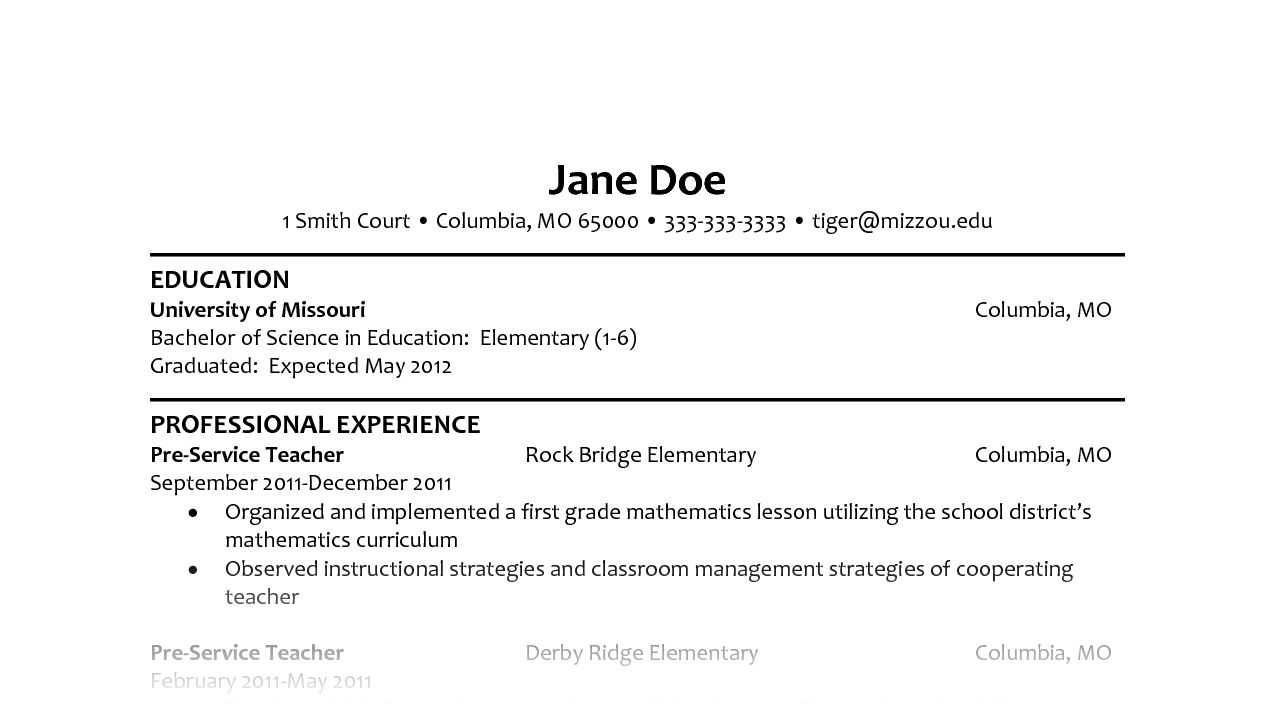 Jane Doe
1 Smith Court • Columbia, MO 65000 • 333-333-3333 • tiger@mizzou.edu
EDUCATION
University of Missouri Columbia, MO
Bachelor of Science in Education:  Elementary (1-6)
Graduated:  Expected May 2012
PROFESSIONAL EXPERIENCE
Pre-Service Teacher Rock Bridge Elementary Columbia, MO
September 2011-December 2011
• Organized and implemented a first grade mathematics lesson utilizing the school district’s
mathematics curriculum
• Observed instructional strategies and classroom management strategies of cooperating
teacher
Pre-Service Teacher Derby Ridge Elementary Columbia, MO
February 2011-May 2011